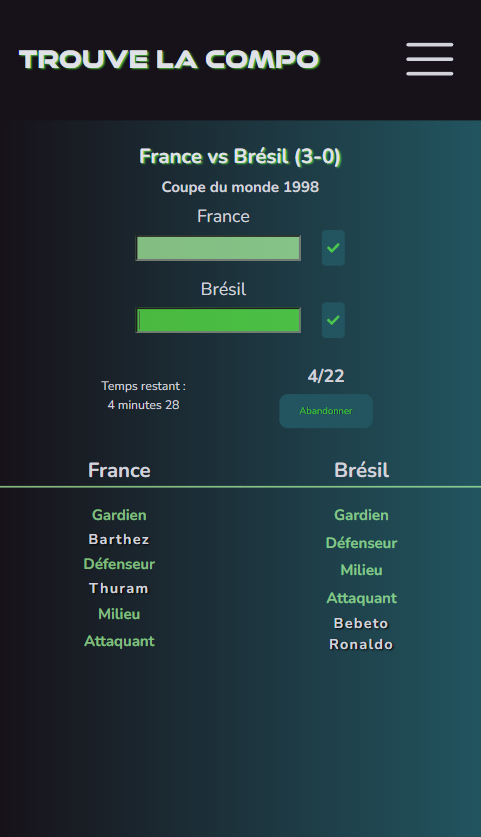 TROUVE LA COMPO
France vs Brésil (3-0)
Coupe du monde 1998
France
Brésil
Temps restant :
4 minutes 28
4/22
Abandonner
France
Gardien
Barthez
Défenseur
Thuram
Milieu
Attaquant
Brésil
Gardien
Défenseur
Milieu
Attaquant
Bebeto
Ronaldo